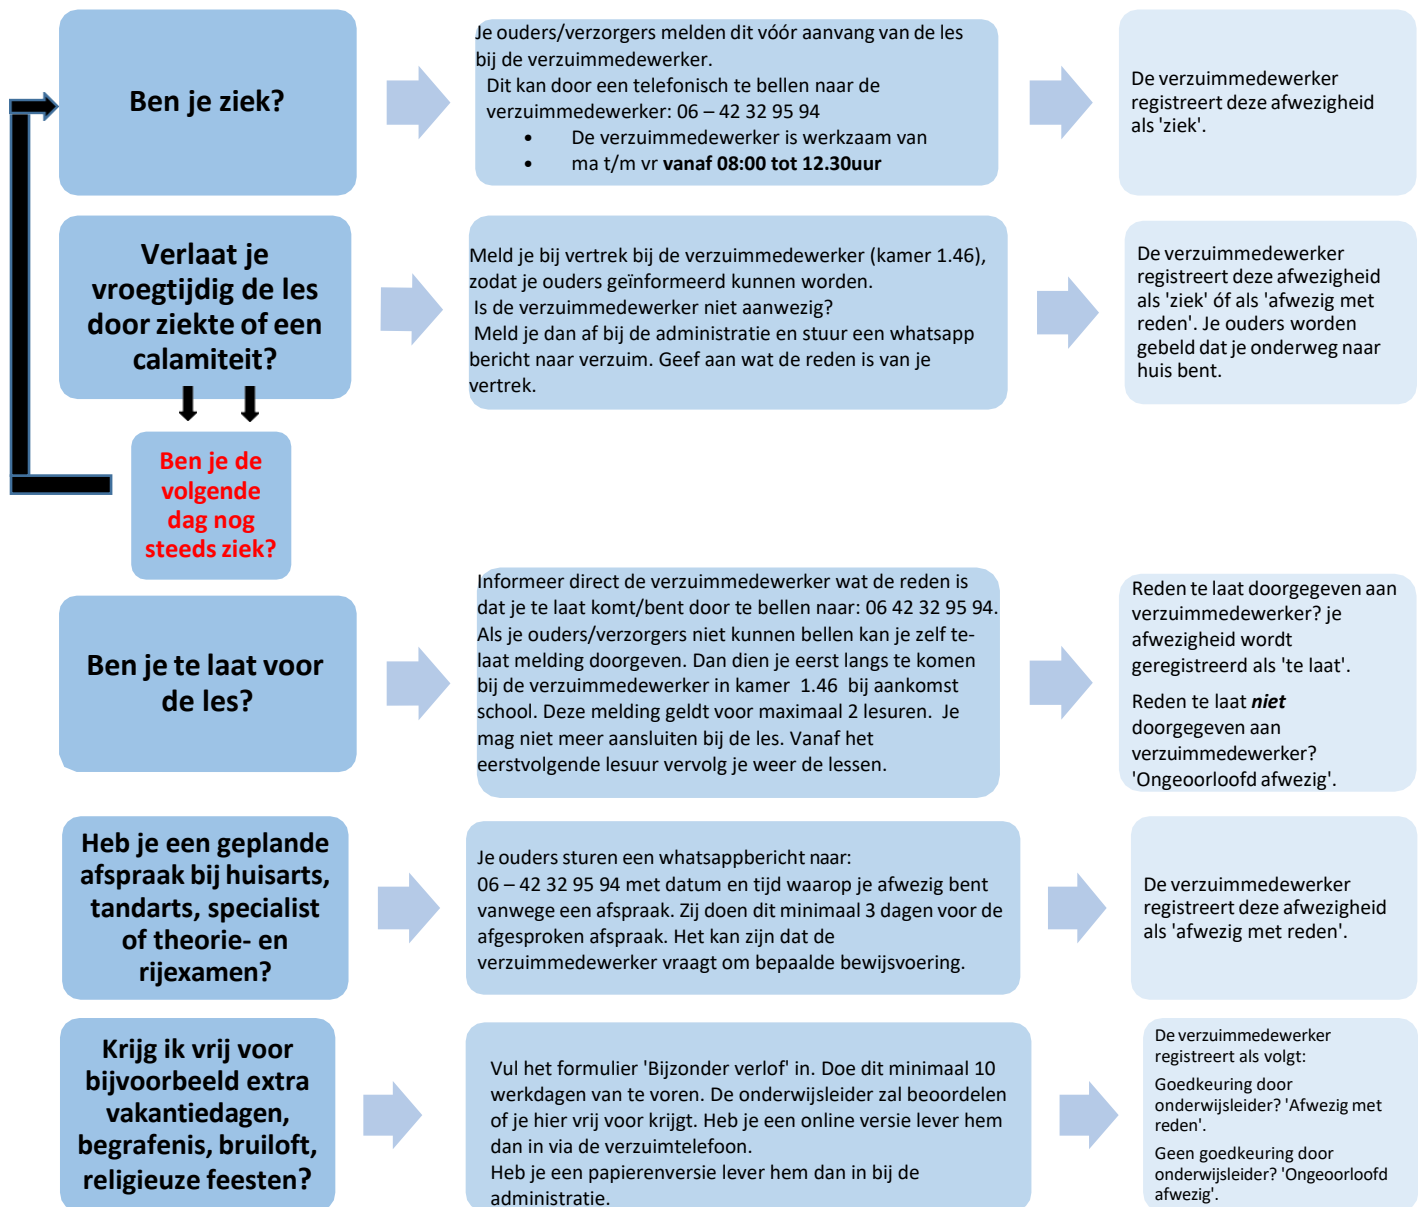 Ben je ziek?
Je ouders/verzorgers melden dit vóór aanvang van de les
bij de verzuimmedewerker.
Dit kan door een telefonisch te bellen naar de
verzuimmedewerker: 06 – 42 32 95 94
• De verzuimmedewerker is werkzaam van
• ma t/m vr vanaf 08:00 tot 12.30uur
De verzuimmedewerker
registreert deze afwezigheid
als 'ziek'.
Verlaat je
vroegtijdig de les
door ziekte of een
calamiteit?
Meld je bij vertrek bij de verzuimmedewerker (kamer 1.46),
zodat je ouders geïnformeerd kunnen worden.
Is de verzuimmedewerker niet aanwezig?
Meld je dan af bij de administratie en stuur een whatsapp
bericht naar verzuim. Geef aan wat de reden is van je
vertrek.
De verzuimmedewerker
registreert deze afwezigheid
als 'ziek' óf als 'afwezig met
reden'. Je ouders worden
gebeld dat je onderweg naar
huis bent.
Ben je de
volgende
dag nog
steeds ziek?
Ben je te laat voor
de les?
Informeer direct de verzuimmedewerker wat de reden is
dat je te laat komt/bent door te bellen naar: 06 42 32 95 94.
Als je ouders/verzorgers niet kunnen bellen kan je zelf te-
laat melding doorgeven. Dan dien je eerst langs te komen
bij de verzuimmedewerker in kamer 1.46 bij aankomst
school. Deze melding geldt voor maximaal 2 lesuren. Je
mag niet meer aansluiten bij de les. Vanaf het
eerstvolgende lesuur vervolg je weer de lessen.
Reden te laat doorgegeven aan
verzuimmedewerker? je
afwezigheid wordt
geregistreerd als 'te laat'.
Reden te laat niet
doorgegeven aan
verzuimmedewerker?
'Ongeoorloofd afwezig'.
Heb je een geplande
afspraak bij huisarts,
tandarts, specialist
of theorie- en
rijexamen?
Je ouders sturen een whatsappbericht naar:
06 – 42 32 95 94 met datum en tijd waarop je afwezig bent
vanwege een afspraak. Zij doen dit minimaal 3 dagen voor de
afgesproken afspraak. Het kan zijn dat de
verzuimmedewerker vraagt om bepaalde bewijsvoering.
De verzuimmedewerker
registreert deze afwezigheid
als 'afwezig met reden'.
Krijg ik vrij voor
bijvoorbeeld extra
vakantiedagen,
begrafenis, bruiloft,
religieuze feesten?
Vul het formulier 'Bijzonder verlof' in. Doe dit minimaal 10
werkdagen van te voren. De onderwijsleider zal beoordelen
of je hier vrij voor krijgt. Heb je een online versie lever hem
dan in via de verzuimtelefoon.
Heb je een papierenversie lever hem dan in bij de
administratie.
De verzuimmedewerker
registreert als volgt:
Goedkeuring door
onderwijsleider? 'Afwezig met
reden'.
Geen goedkeuring door
onderwijsleider? 'Ongeoorloofd
afwezig'.